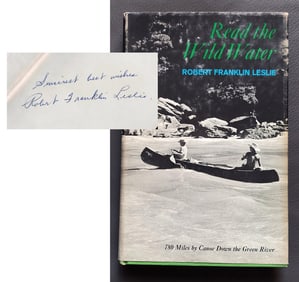 Sincerest best wishes
Robert Franklin Leslie
Read the
Wild Water
ROBERT FRANKLIN LESLIE
780 Miles by Canoe Down the Green River